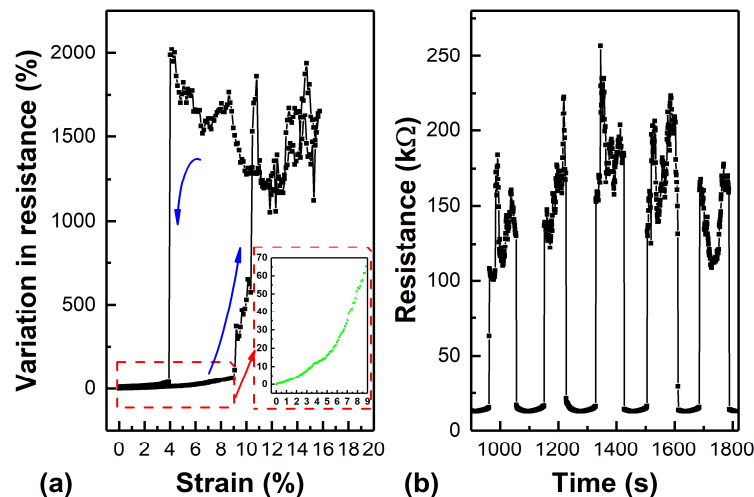 Variation in resistance (%)
2000
1500
1000
500
0
0 2 4 6 8 10 12 14 16 18 20
Strain (%)
(a)
70
60
50
40
30
20
10
0
0 1 2 3 4 5 6 7 8 9
Resistance (kΩ)
250
200
150
100
50
0
1000 1200 1400 1600 1800
Time (s)
(b)